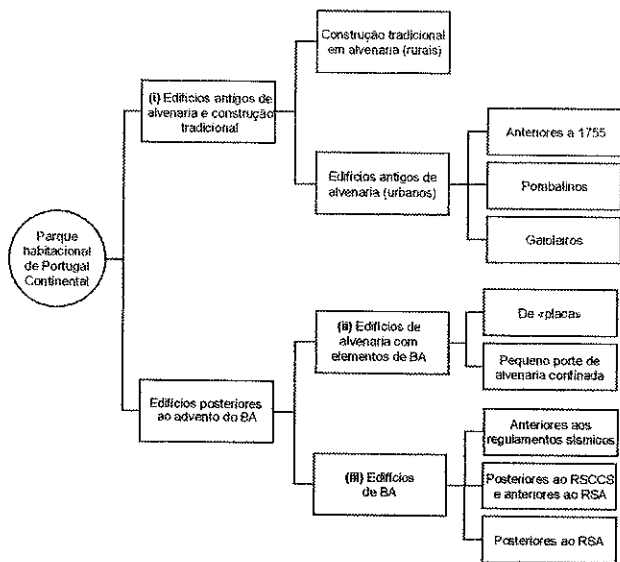 Parque
habitacional
de Portugal
Continental
(i) Edifícios antigos de
alvenaria e construção
tradicional
Construção tradicional
em alvenaria (rurais)
Edifícios antigos de
alvenaria (urbanos)
Anteriores a 1755
Pombalinos
Gaioleiros
Edifícios posteriores
ao advento do BA
(ii) Edifícios de
alvenaria com
elementos de BA
De «placa»
Pequeno porte de
alvenaria confinada
(iii) Edifícios
de BA
Anteriores aos
regulamentos sísmicos
Posteriores ao RSCCS
e anteriores ao RSA
Posteriores ao RSA